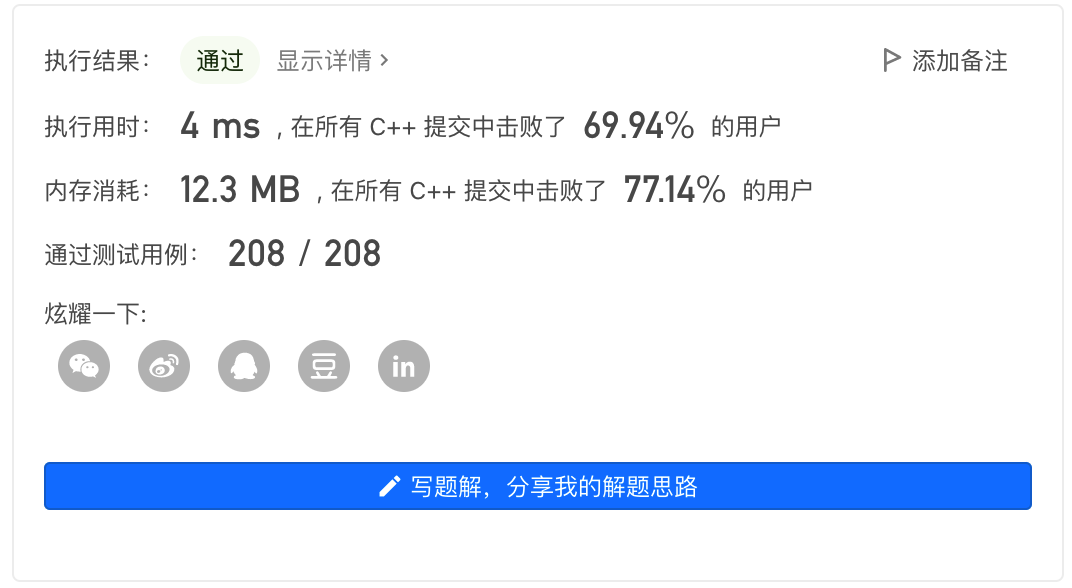 执行结果： 通过 显示详情 › 添加备注
执行用时： 4 ms , 在所有 C++ 提交中击败了 69.94% 的用户
内存消耗： 12.3 MB , 在所有 C++ 提交中击败了 77.14% 的用户
通过测试用例： 208 / 208
炫耀一下:
豆 in
写题解，分享我的解题思路